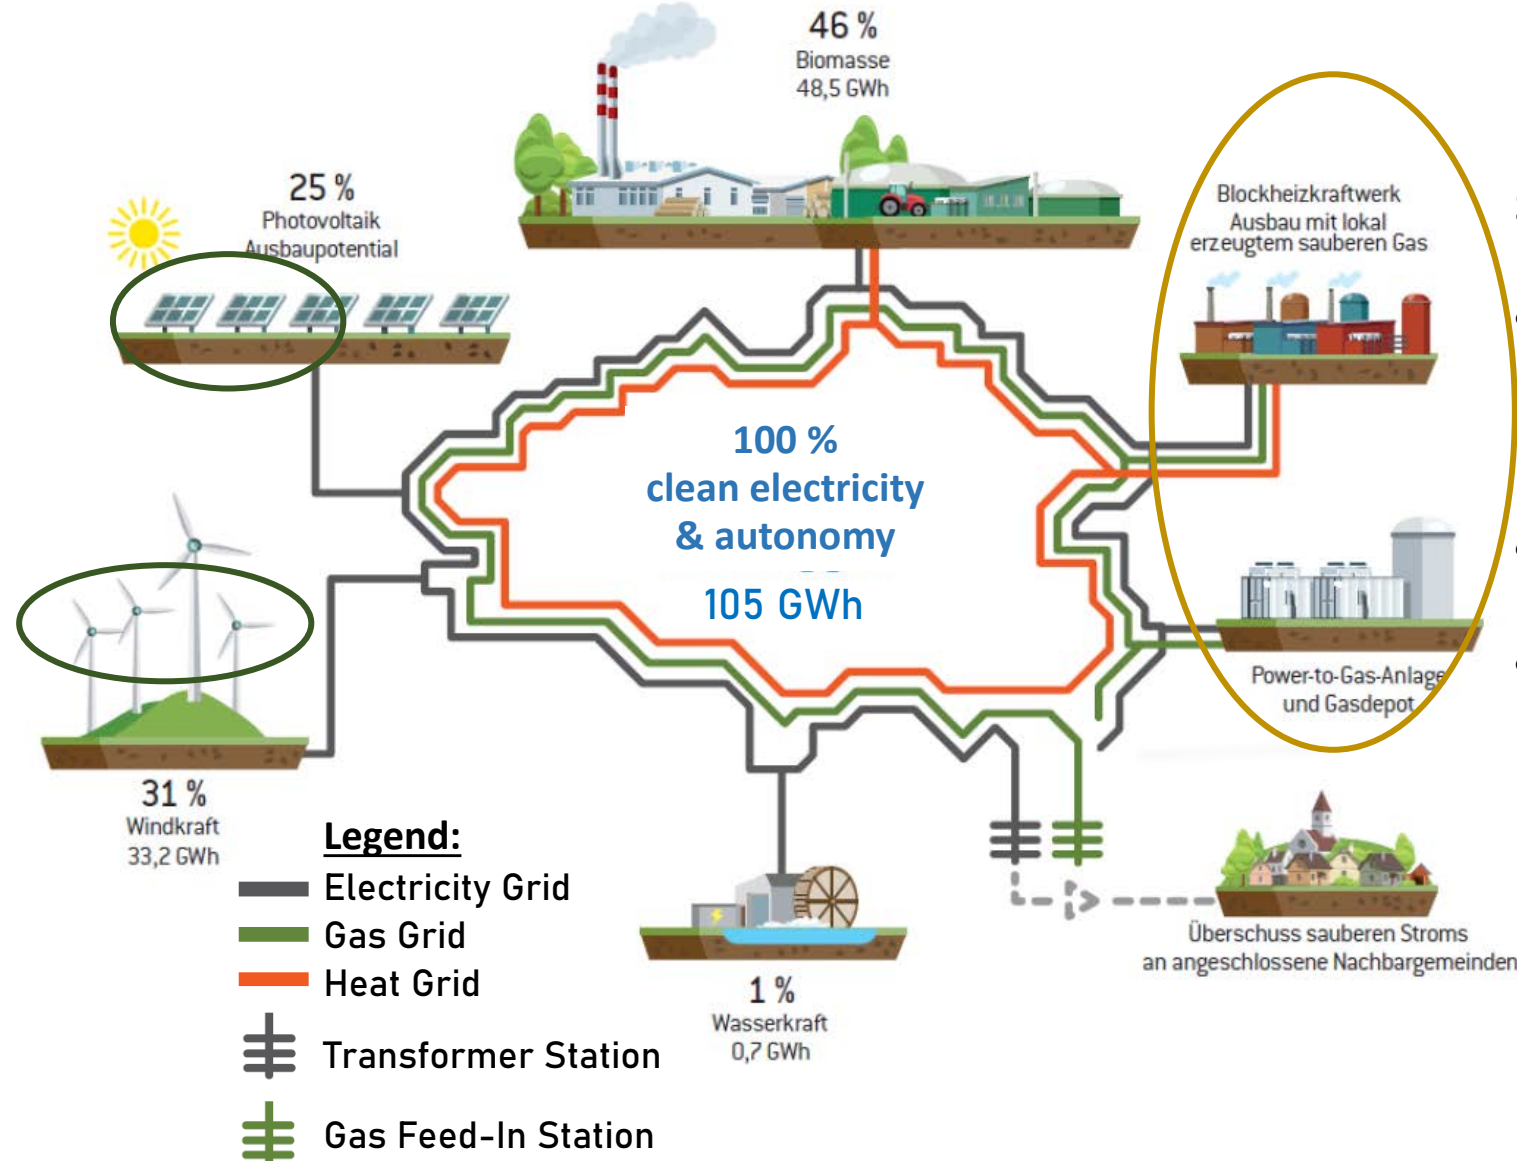 46 %
Biomasse
48,5 GWh
25 %
Photovoltaik
Ausbaupotential
Blockheizkraftwerk
Ausbau mit lokal
erzeugtem sauberen Gas
100 %
clean electricity
& autonomy
105 GWh
Power-to-Gas-Anlage
und Gasdepot
31 %
Windkraft
33,2 GWh
Legend:
Electricity Grid
Gas Grid
Heat Grid
Transformer Station
Gas Feed-In Station
1 %
Wasserkraft
0,7 GWh
Überschuss sauberen Stroms
an angeschlossene Nachbargemeinden